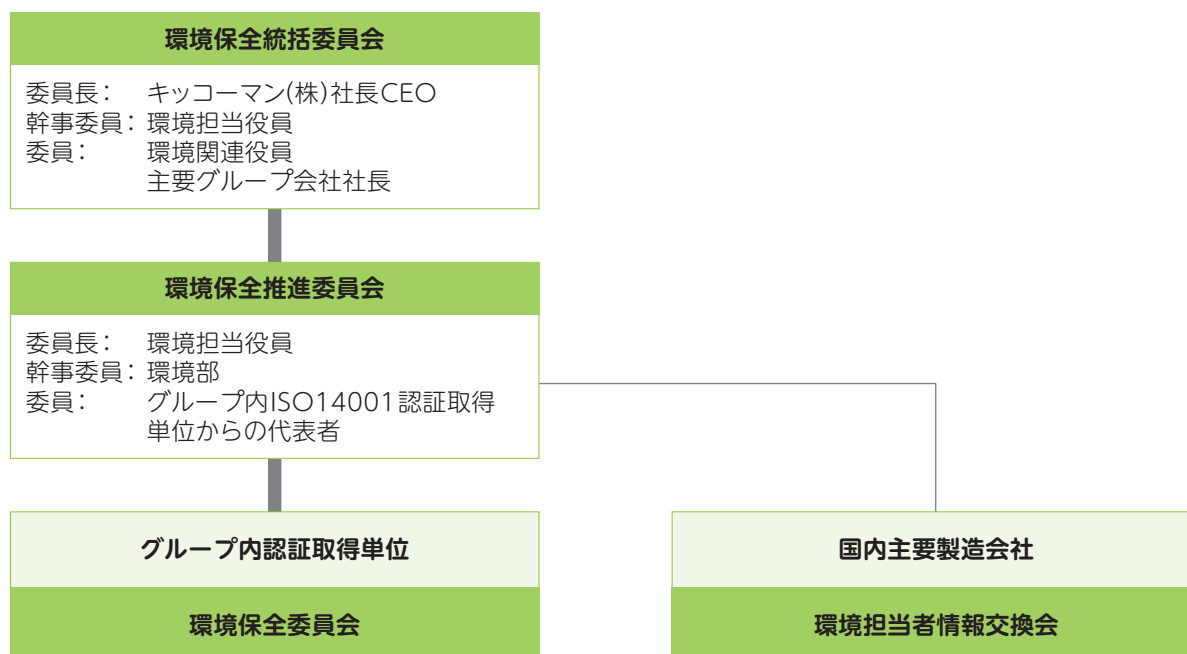 環境保全統括委員会
委員長： キッコーマン(株)社長CEO
幹事委員：環境担当役員
委員： 環境関連役員
主要グループ会社社長
環境保全推進委員会
委員長： 環境担当役員
幹事委員：環境部
委員： グループ内ISO14001認証取得
単位からの代表者
グループ内認証取得単位
環境保全委員会
国内主要製造会社
環境担当者情報交換会